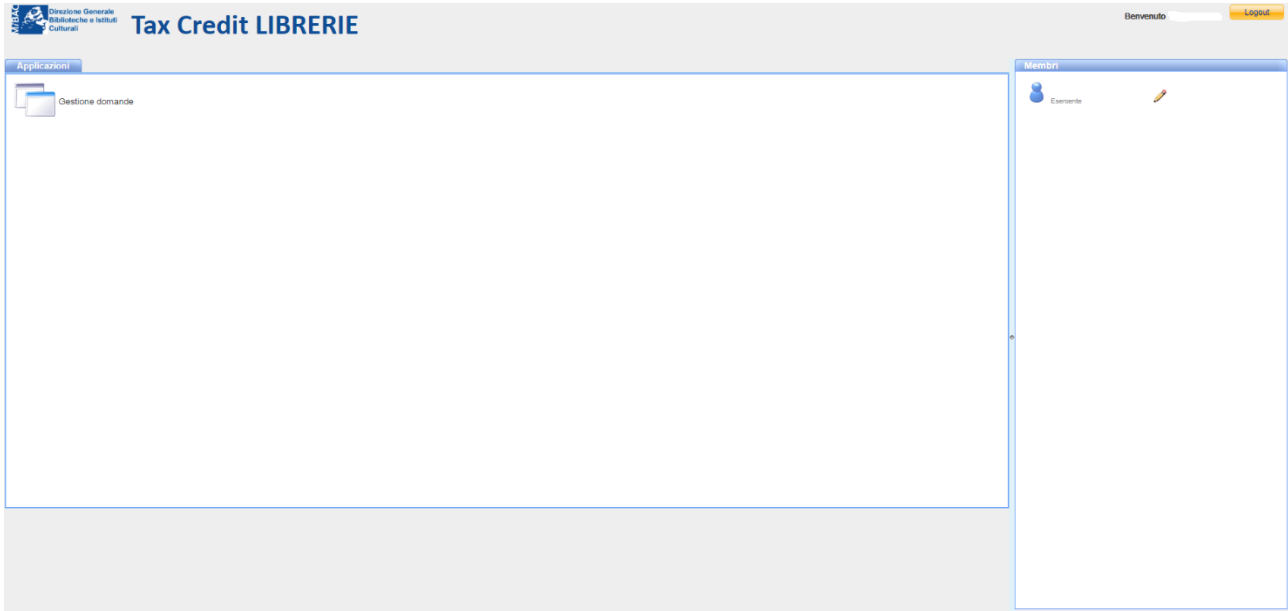 MiBAC
Direzione Generale
Biblioteche e Istituti
Culturali
Tax Credit LIBRERIE
Benvenuto
Logout
Applicazioni
Membri
Gestione domande
Esercente